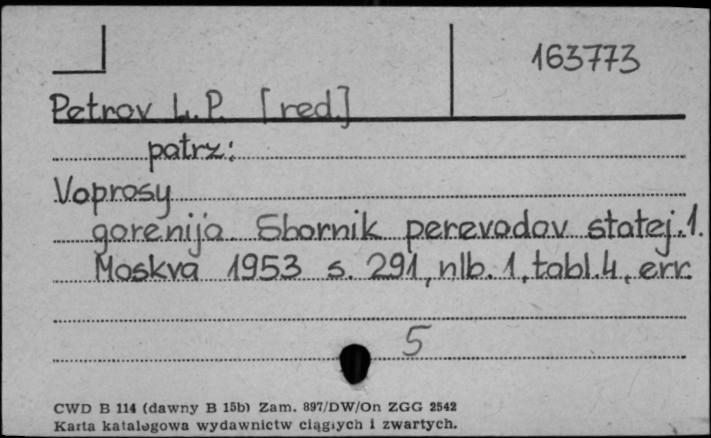 163773
Petrov L.P. [red.]
patrz:
Voprosy
gorenija. Sbornik perevodov statej. 1.
Moskva 1953 s. 291, nlb. 1, tabl. 4, err.
5
CWD B 114 (dawny B 15b) Zam. 897/DW/On ZGG 2542
Karta katalogowa wydawnictw ciągłych i zwartych.